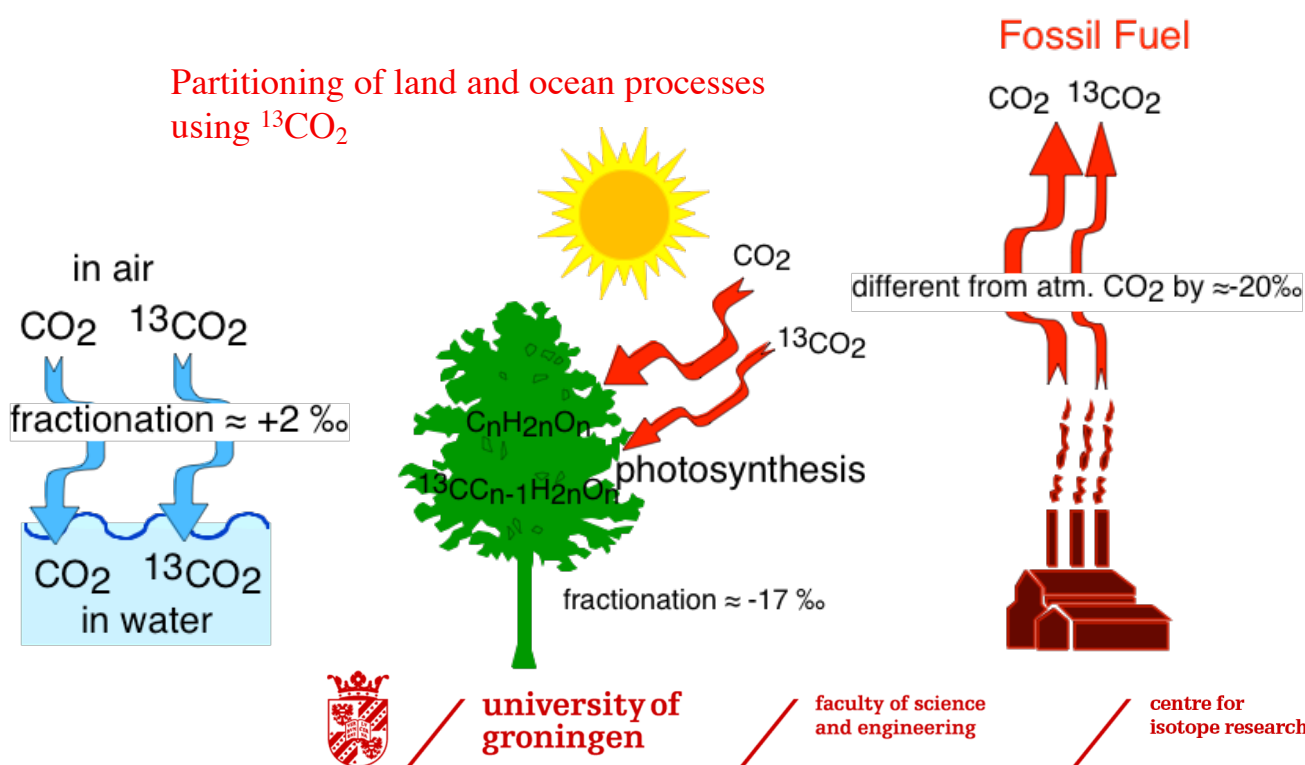 Partitioning of land and ocean processes
using ¹³CO₂
in air
CO₂ ¹³CO₂
fractionation ≈ +2 ‰
CO₂ ¹³CO₂
in water
CO₂
¹³CO₂
CnH2nOn
¹³CCn-1H2nOn
photosynthesis
fractionation ≈ -17 ‰
Fossil Fuel
CO₂ ¹³CO₂
different from atm. CO₂ by ≈-20‰
university of
groningen
faculty of science
and engineering
centre for
isotope research